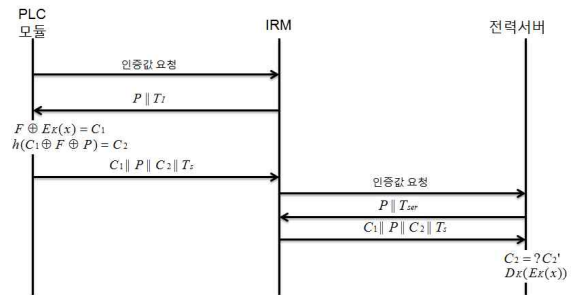 PLC
모듈
IRM
전력서버
인증값 요청
P ∥ T1
F ⊕ EK(x) = C1
h(C1 ⊕ F ⊕ P) = C2
C1 ∥ P ∥ C2 ∥ Ts
인증값 요청
P ∥ Tser
C1 ∥ P ∥ C2 ∥ Ts
C2 = ? C2'
DK(EK(x))